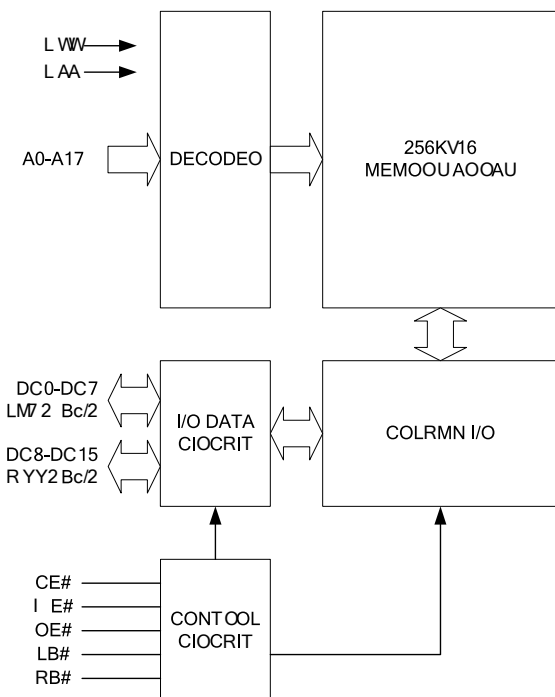 L WW
L AA
A0-A17
DECODEO
256KV16
MEMOOU AOOAU
DC0-DC7
LM7 2 Bc/2
DC8-DC15
R YY2 Bc/2
I/O DATA
CIOCRIT
COLRMN I/O
CE#
I E#
OE#
LB#
RB#
CONTOOL
CIOCRIT